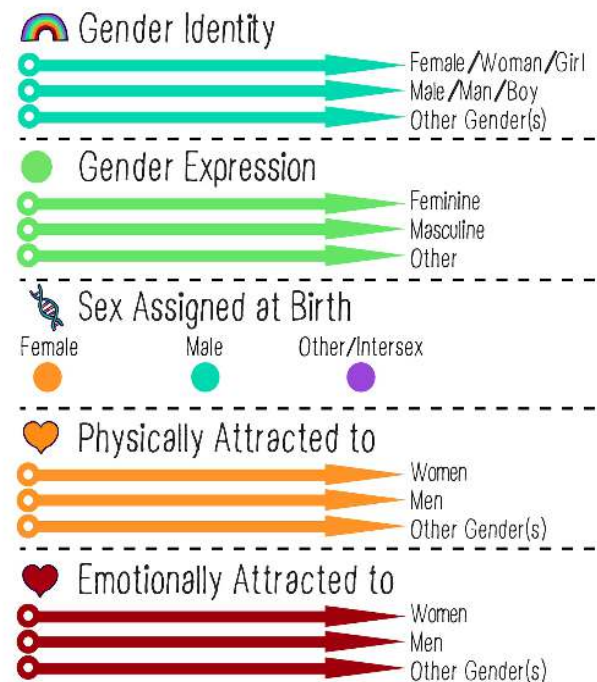 Gender Identity
Female/Woman/Girl
Male/Man/Boy
Other Gender(s)
Gender Expression
Feminine
Masculine
Other
Sex Assigned at Birth
Female Male Other/Intersex
Physically Attracted to
Women
Men
Other Gender(s)
Emotionally Attracted to
Women
Men
Other Gender(s)